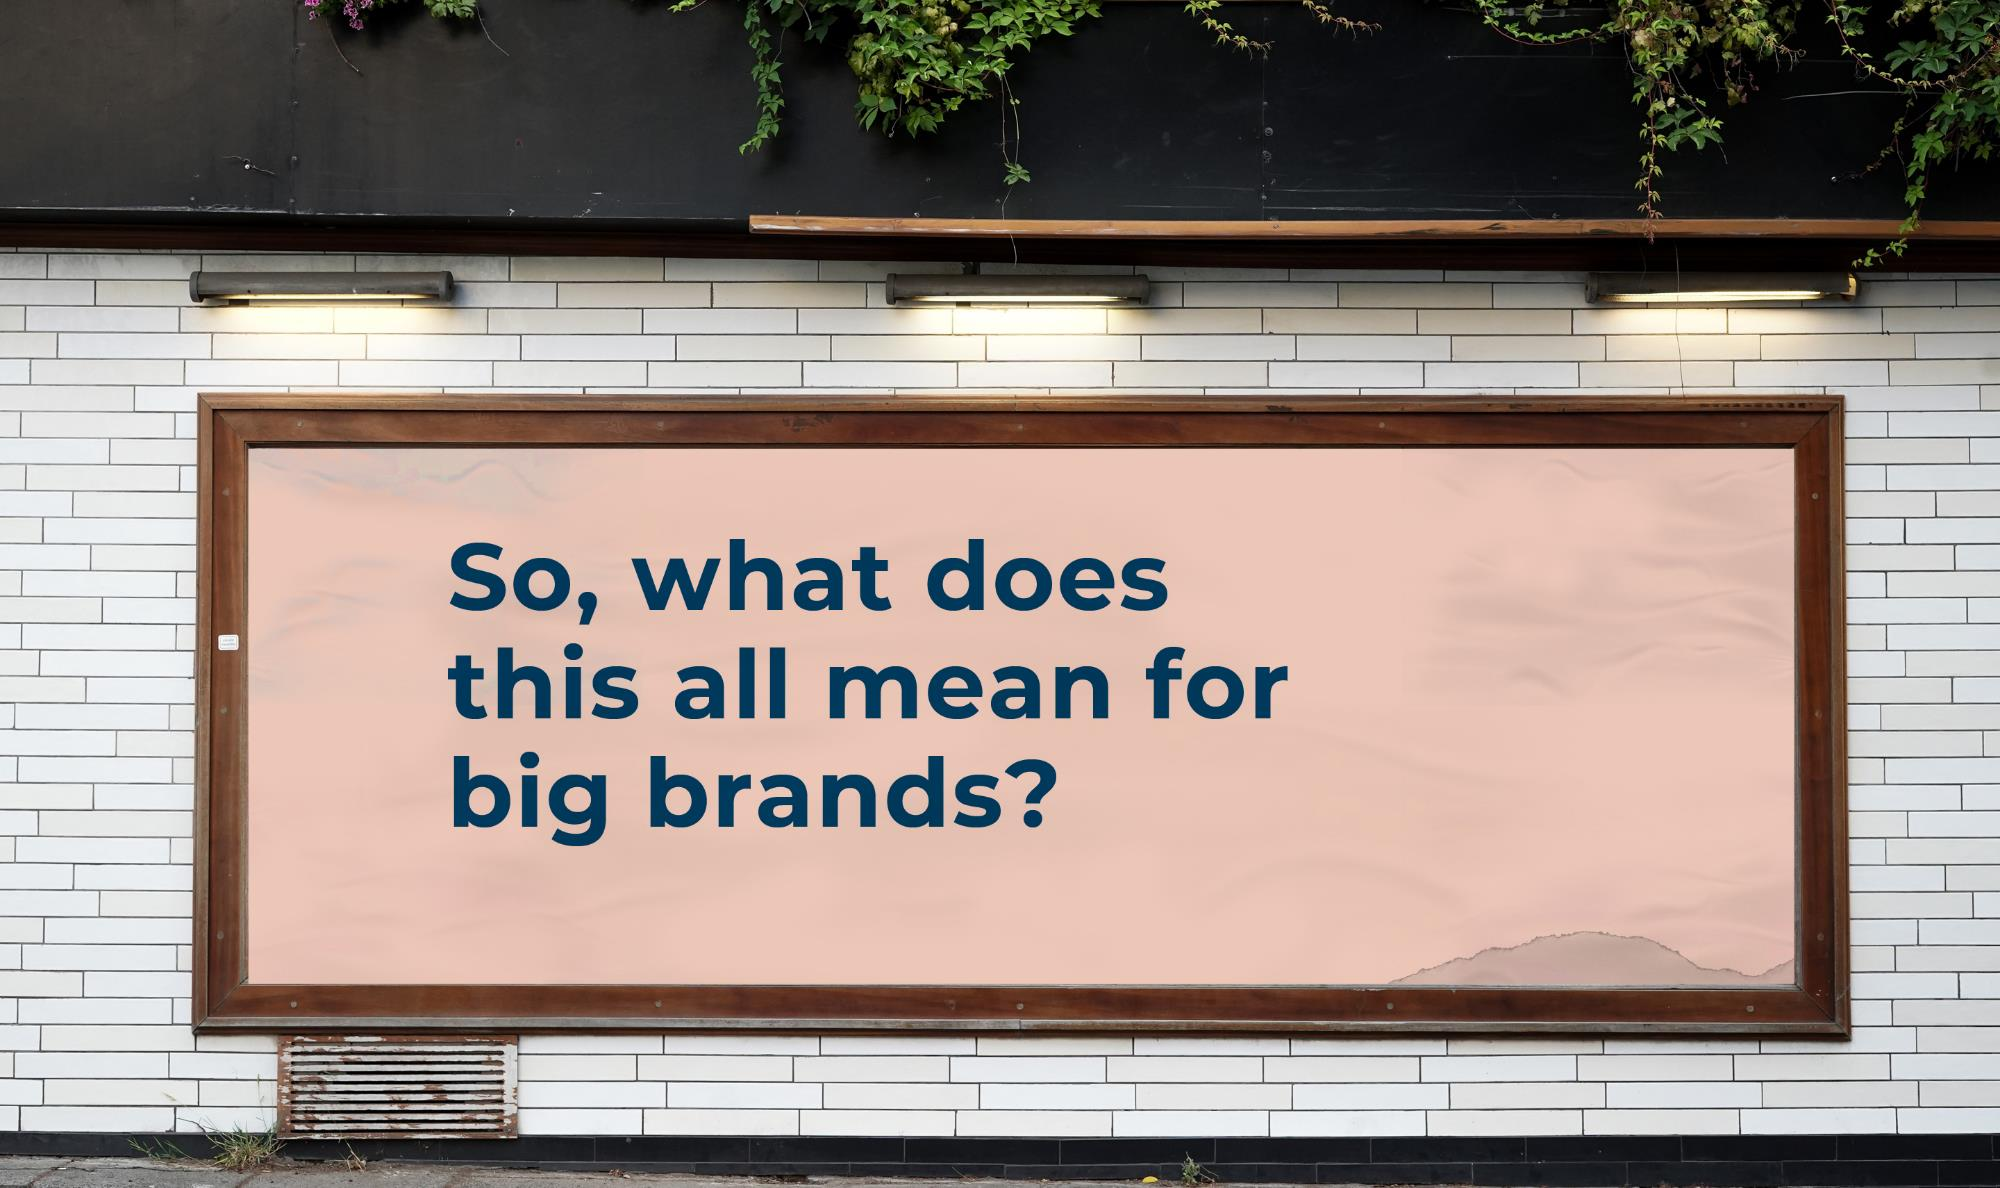 So, what does
this all mean for
big brands?